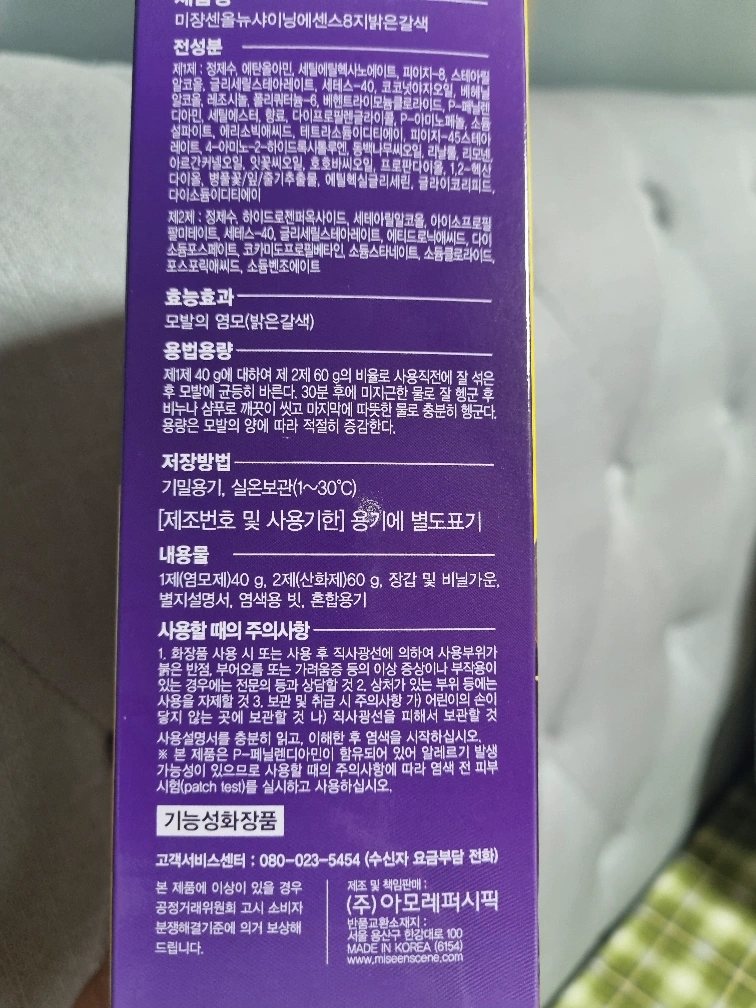 미쟝센올뉴샤이닝에센스8지밝은갈색
전성분
제1제 : 정제수, 에탄올아민, 세틸에틸헥사노에이트, 피이지-8, 스테아릴
알코올, 글리세릴스테아레이트, 세테스-40, 코코넛야자오일, 베헤닐
알코올, 레조시놀, 폴리쿼터늄-6, 베헨트라이모늄클로라이드, P-페닐렌
디아민, 세틸에스터, 향료, 다이프로필렌글라이콜, P-아미노페놀, 소듐
설파이트, 에리소빅애씨드, 테트라소듐이디티에이, 피이지-45스테아
레이트, 4-아미노-2-하이드록시톨루엔, 동백나무씨오일, 리날룰, 리모넨,
아르간커넬오일, 잇꽃씨오일, 호호바씨오일, 프로판다이올, 1,2-헥산
다이올, 병풀꽃/잎/줄기추출물, 에틸헥실글리세린, 글라이코리피드,
다이소듐이디티에이
제2제 : 정제수, 하이드로젠퍼옥사이드, 세테아릴알코올, 아이소프로필
팔미테이트, 세테스-40, 글리세릴스테아레이트, 에티드로닉애씨드, 다이
소듐포스페이트, 코카미도프로필베타인, 소듐스타네이트, 소듐클로라이드,
포스포릭애씨드, 소듐벤조에이트
효능효과
모발의 염모(밝은갈색)
용법용량
제1제 40 g에 대하여 제 2제 60 g의 비율로 사용직전에 잘 섞은
후 모발에 균등히 바른다. 30분 후에 미지근한 물로 잘 헹군 후
비누나 샴푸로 깨끗이 씻고 마지막에 따뜻한 물로 충분히 헹군다.
용량은 모발의 양에 따라 적절히 증감한다.
저장방법
기밀용기, 실온보관(1~30℃)
[제조번호 및 사용기한] 용기에 별도표기
내용물
1제(염모제)40 g, 2제(산화제)60 g, 장갑 및 비닐가운,
별지설명서, 염색용 빗, 혼합용기
사용할 때의 주의사항
1. 화장품 사용 시 또는 사용 후 직사광선에 의하여 사용부위가
붉은 반점, 부어오름 또는 가려움증 등의 이상 증상이나 부작용이
있는 경우에는 전문의 등과 상담할 것 2. 상처가 있는 부위 등에는
사용을 자제할 것 3. 보관 및 취급 시 주의사항 가) 어린이의 손이
닿지 않는 곳에 보관할 것 나) 직사광선을 피해서 보관할 것
사용설명서를 충분히 읽고, 이해한 후 염색을 시작하십시오.
※ 본 제품은 P-페닐렌디아민이 함유되어 있어 알레르기 발생
가능성이 있으므로 사용할 때의 주의사항에 따라 염색 전 피부
시험(patch test)를 실시하고 사용하십시오.
기능성화장품
고객서비스센터 : 080-023-5454 (수신자 요금부담 전화)
본 제품에 이상이 있을 경우
공정거래위원회 고시 소비자
분쟁해결기준에 의거 보상해
드립니다.
제조 및 책임판매 :
(주)아모레퍼시픽
반품교환소재지 :
서울 용산구 한강대로 100
MADE IN KOREA (6154)
www.miseenscene.com